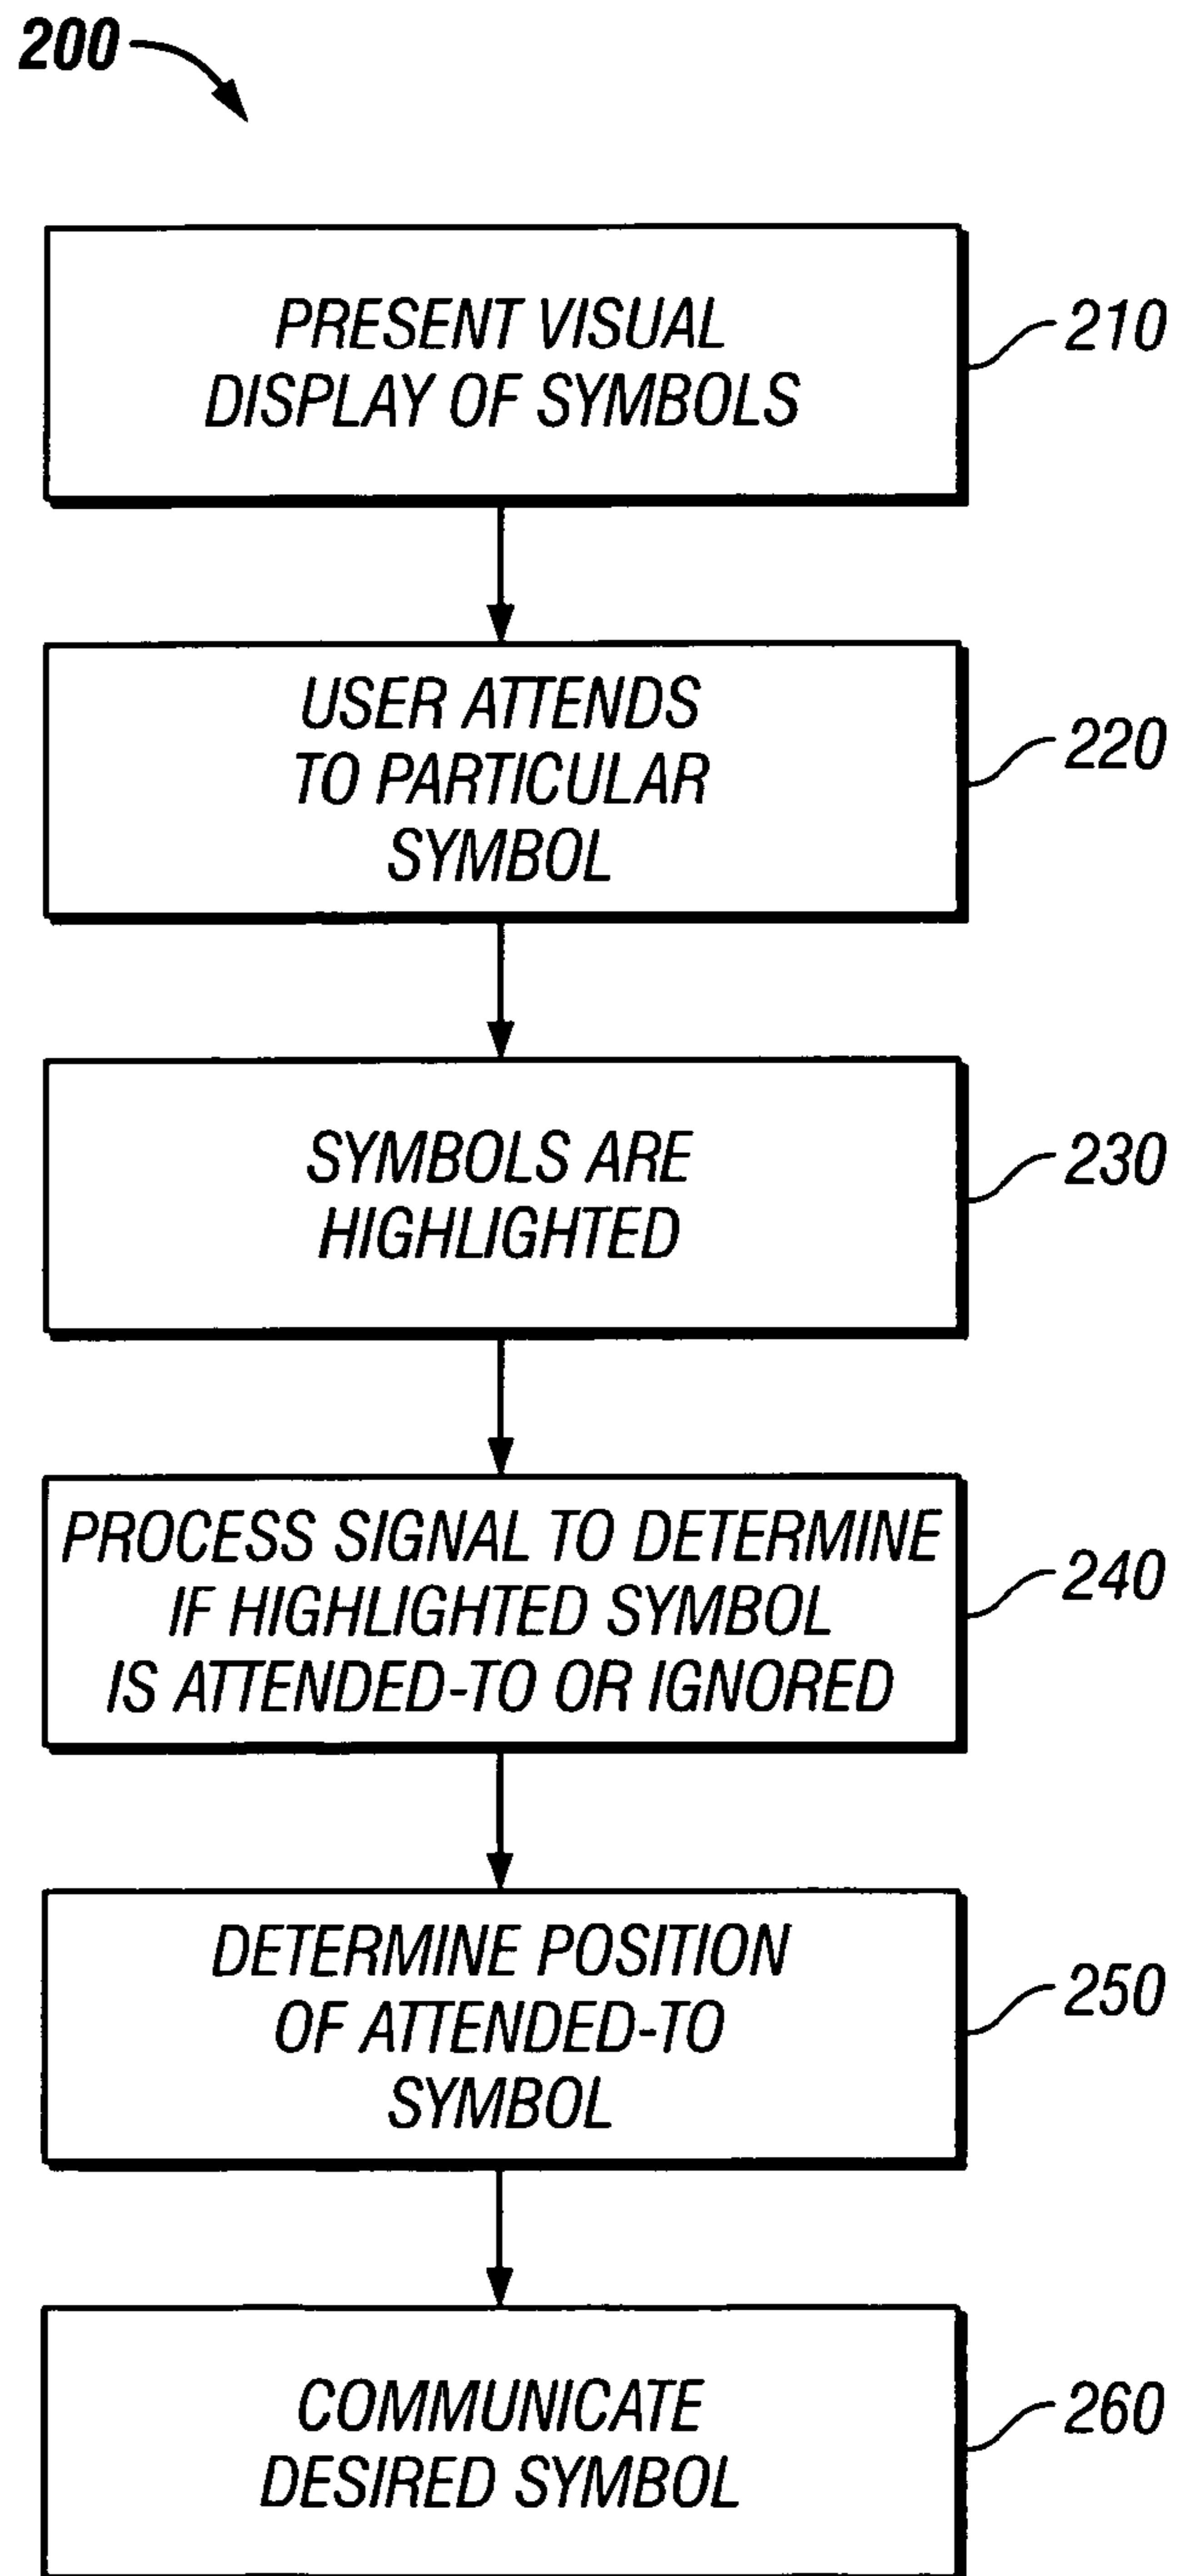 200
PRESENT VISUAL
DISPLAY OF SYMBOLS
210
USER ATTENDS
TO PARTICULAR
SYMBOL
220
SYMBOLS ARE
HIGHLIGHTED
230
PROCESS SIGNAL TO DETERMINE
IF HIGHLIGHTED SYMBOL
IS ATTENDED-TO OR IGNORED
240
DETERMINE POSITION
OF ATTENDED-TO
SYMBOL
250
COMMUNICATE
DESIRED SYMBOL
260